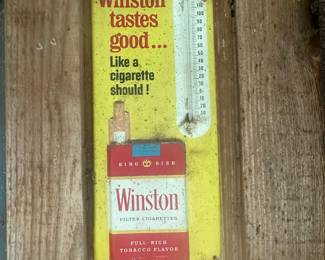 Winston
tastes
good...
Like a
cigarette
should!
KING SIZE
Winston
FILTER CIGARETTES
FULL-RICH
TOBACCO FLAVOR